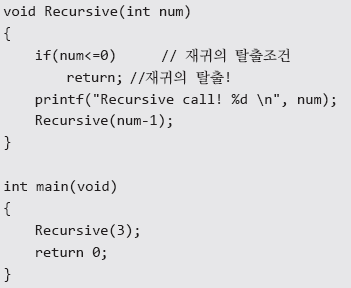 void Recursive(int num)
{
    if(num<=0)     // 재귀의 탈출조건
        return; //재귀의 탈출!
    printf("Recursive call! %d \n", num);
    Recursive(num-1);
}

int main(void)
{
    Recursive(3);
    return 0;
}